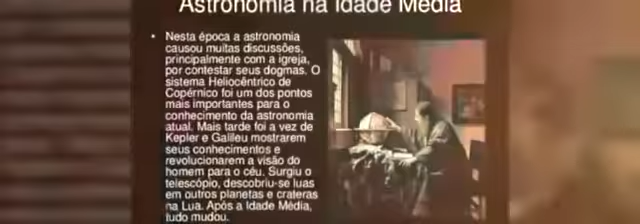 Astronomia na Idade Média
• Nesta época a astronomia
causou muitas discussões,
principalmente com a igreja,
por contestar seus dogmas. O
sistema Heliocêntrico de
Copérnico foi um dos pontos
mais importantes para o
conhecimento da astronomia
atual. Mais tarde foi a vez de
Kepler e Galileu mostrarem
seus conhecimentos e
revolucionarem a visão do
homem para o céu. Surgiu o
telescópio, descobriu-se luas
em outros planetas e crateras
na Lua. Após a Idade Média,
tudo mudou.